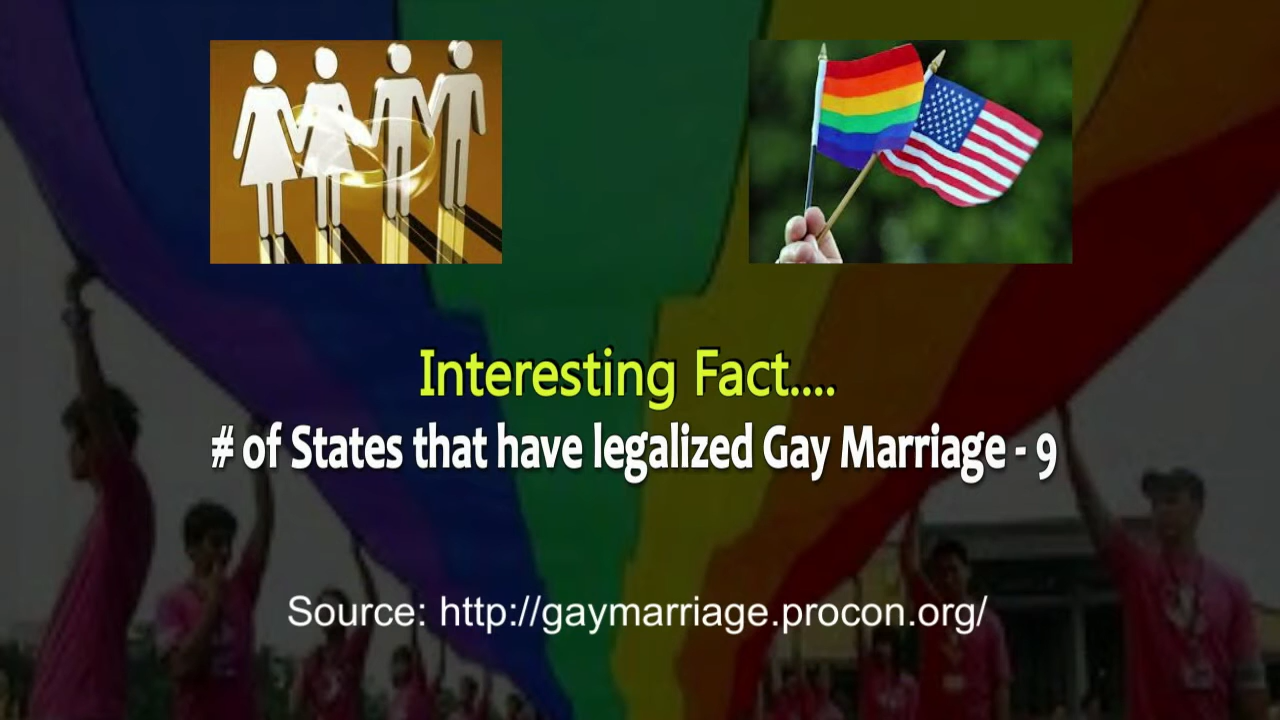 Interesting Fact....
# of States that have legalized Gay Marriage - 9
Source: http://gaymarriage.procon.org/